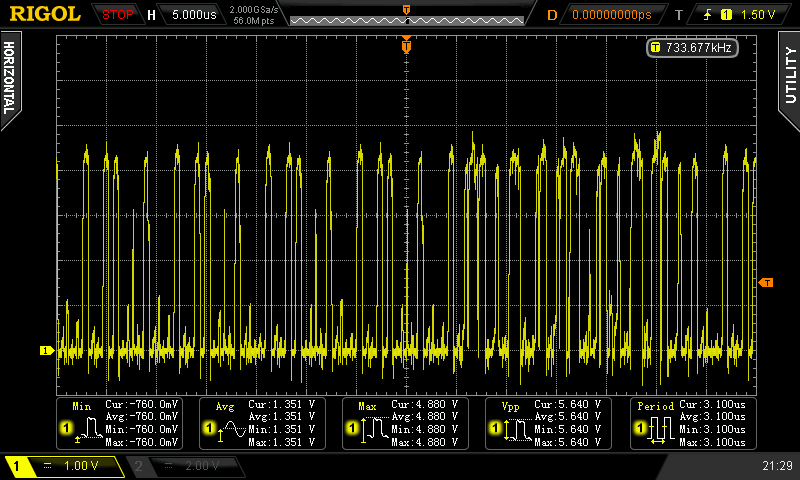 RIGOL STOP H 5.000us 2.000GSa/s 56.0M pts T D 0.00000000ps T 1 1.50 V
HORIZONTAL
UTILITY
T 733.677kHz
T
T
1
Min Cur:-760.0mV Avg:-760.0mV Min:-760.0mV Max:-760.0mV
1
Avg Cur:1.351 V Avg:1.351 V Min:1.351 V Max:1.351 V
1
Max Cur:4.880 V Avg:4.880 V Min:4.880 V Max:4.880 V
1
Vpp Cur:5.640 V Avg:5.640 V Min:5.640 V Max:5.640 V
1
Period Cur:3.100us Avg:3.100us Min:3.100us Max:3.100us
1
1 1.00 V 2 2.00 V 21:29